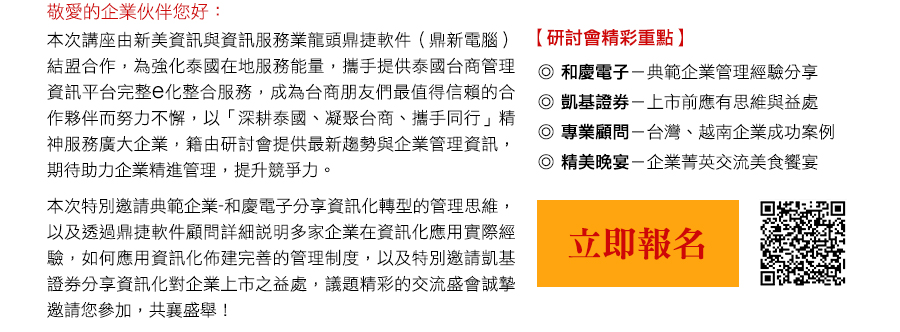 敬愛的企業伙伴您好：
本次講座由新美資訊與資訊服務業龍頭鼎捷軟件（鼎新電腦）
結盟合作，為強化泰國在地服務能量，攜手提供泰國台商管理
資訊平台完整e化整合服務，成為台商朋友們最值得信賴的合
作夥伴而努力不懈，以「深耕泰國、凝聚台商、攜手同行」精
神服務廣大企業，籍由研討會提供最新趨勢與企業管理資訊，
期待助力企業精進管理，提升競爭力。
本次特別邀請典範企業-和慶電子分享資訊化轉型的管理思維，
以及透過鼎捷軟件顧問詳細説明多家企業在資訊化應用實際經
驗，如何應用資訊化佈建完善的管理制度，以及特別邀請凱基
證券分享資訊化對企業上市之益處，議題精彩的交流盛會誠摯
邀請您參加，共襄盛舉！
【研討會精彩重點】
◎ 和慶電子－典範企業管理經驗分享
◎ 凱基證券－上市前應有思維與益處
◎ 專業顧問－台灣、越南企業成功案例
◎ 精美晚宴－企業菁英交流美食饗宴
立即報名